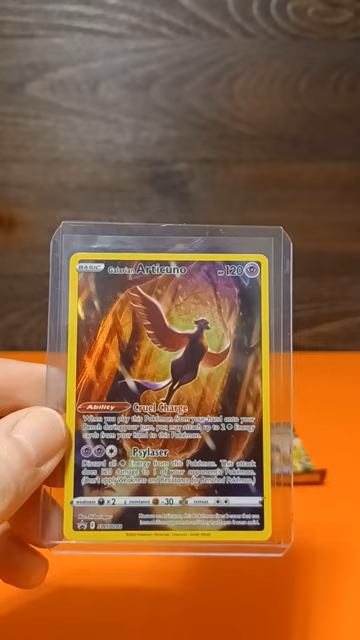 BASIC Galarian Articuno HP 120
Ability Cruel Charge
When you play this Pokémon from your hand onto your
Bench during your turn, you may attach up to 2 Energy
cards from your hand to this Pokémon.
Psylaser
Discard all Energy from this Pokémon. This attack
does 120 damage to 1 of your opponent's Pokémon.
(Don't apply Weakness and Resistance for Benched Pokémon.)
weakness ×2 resistance -30 retreat